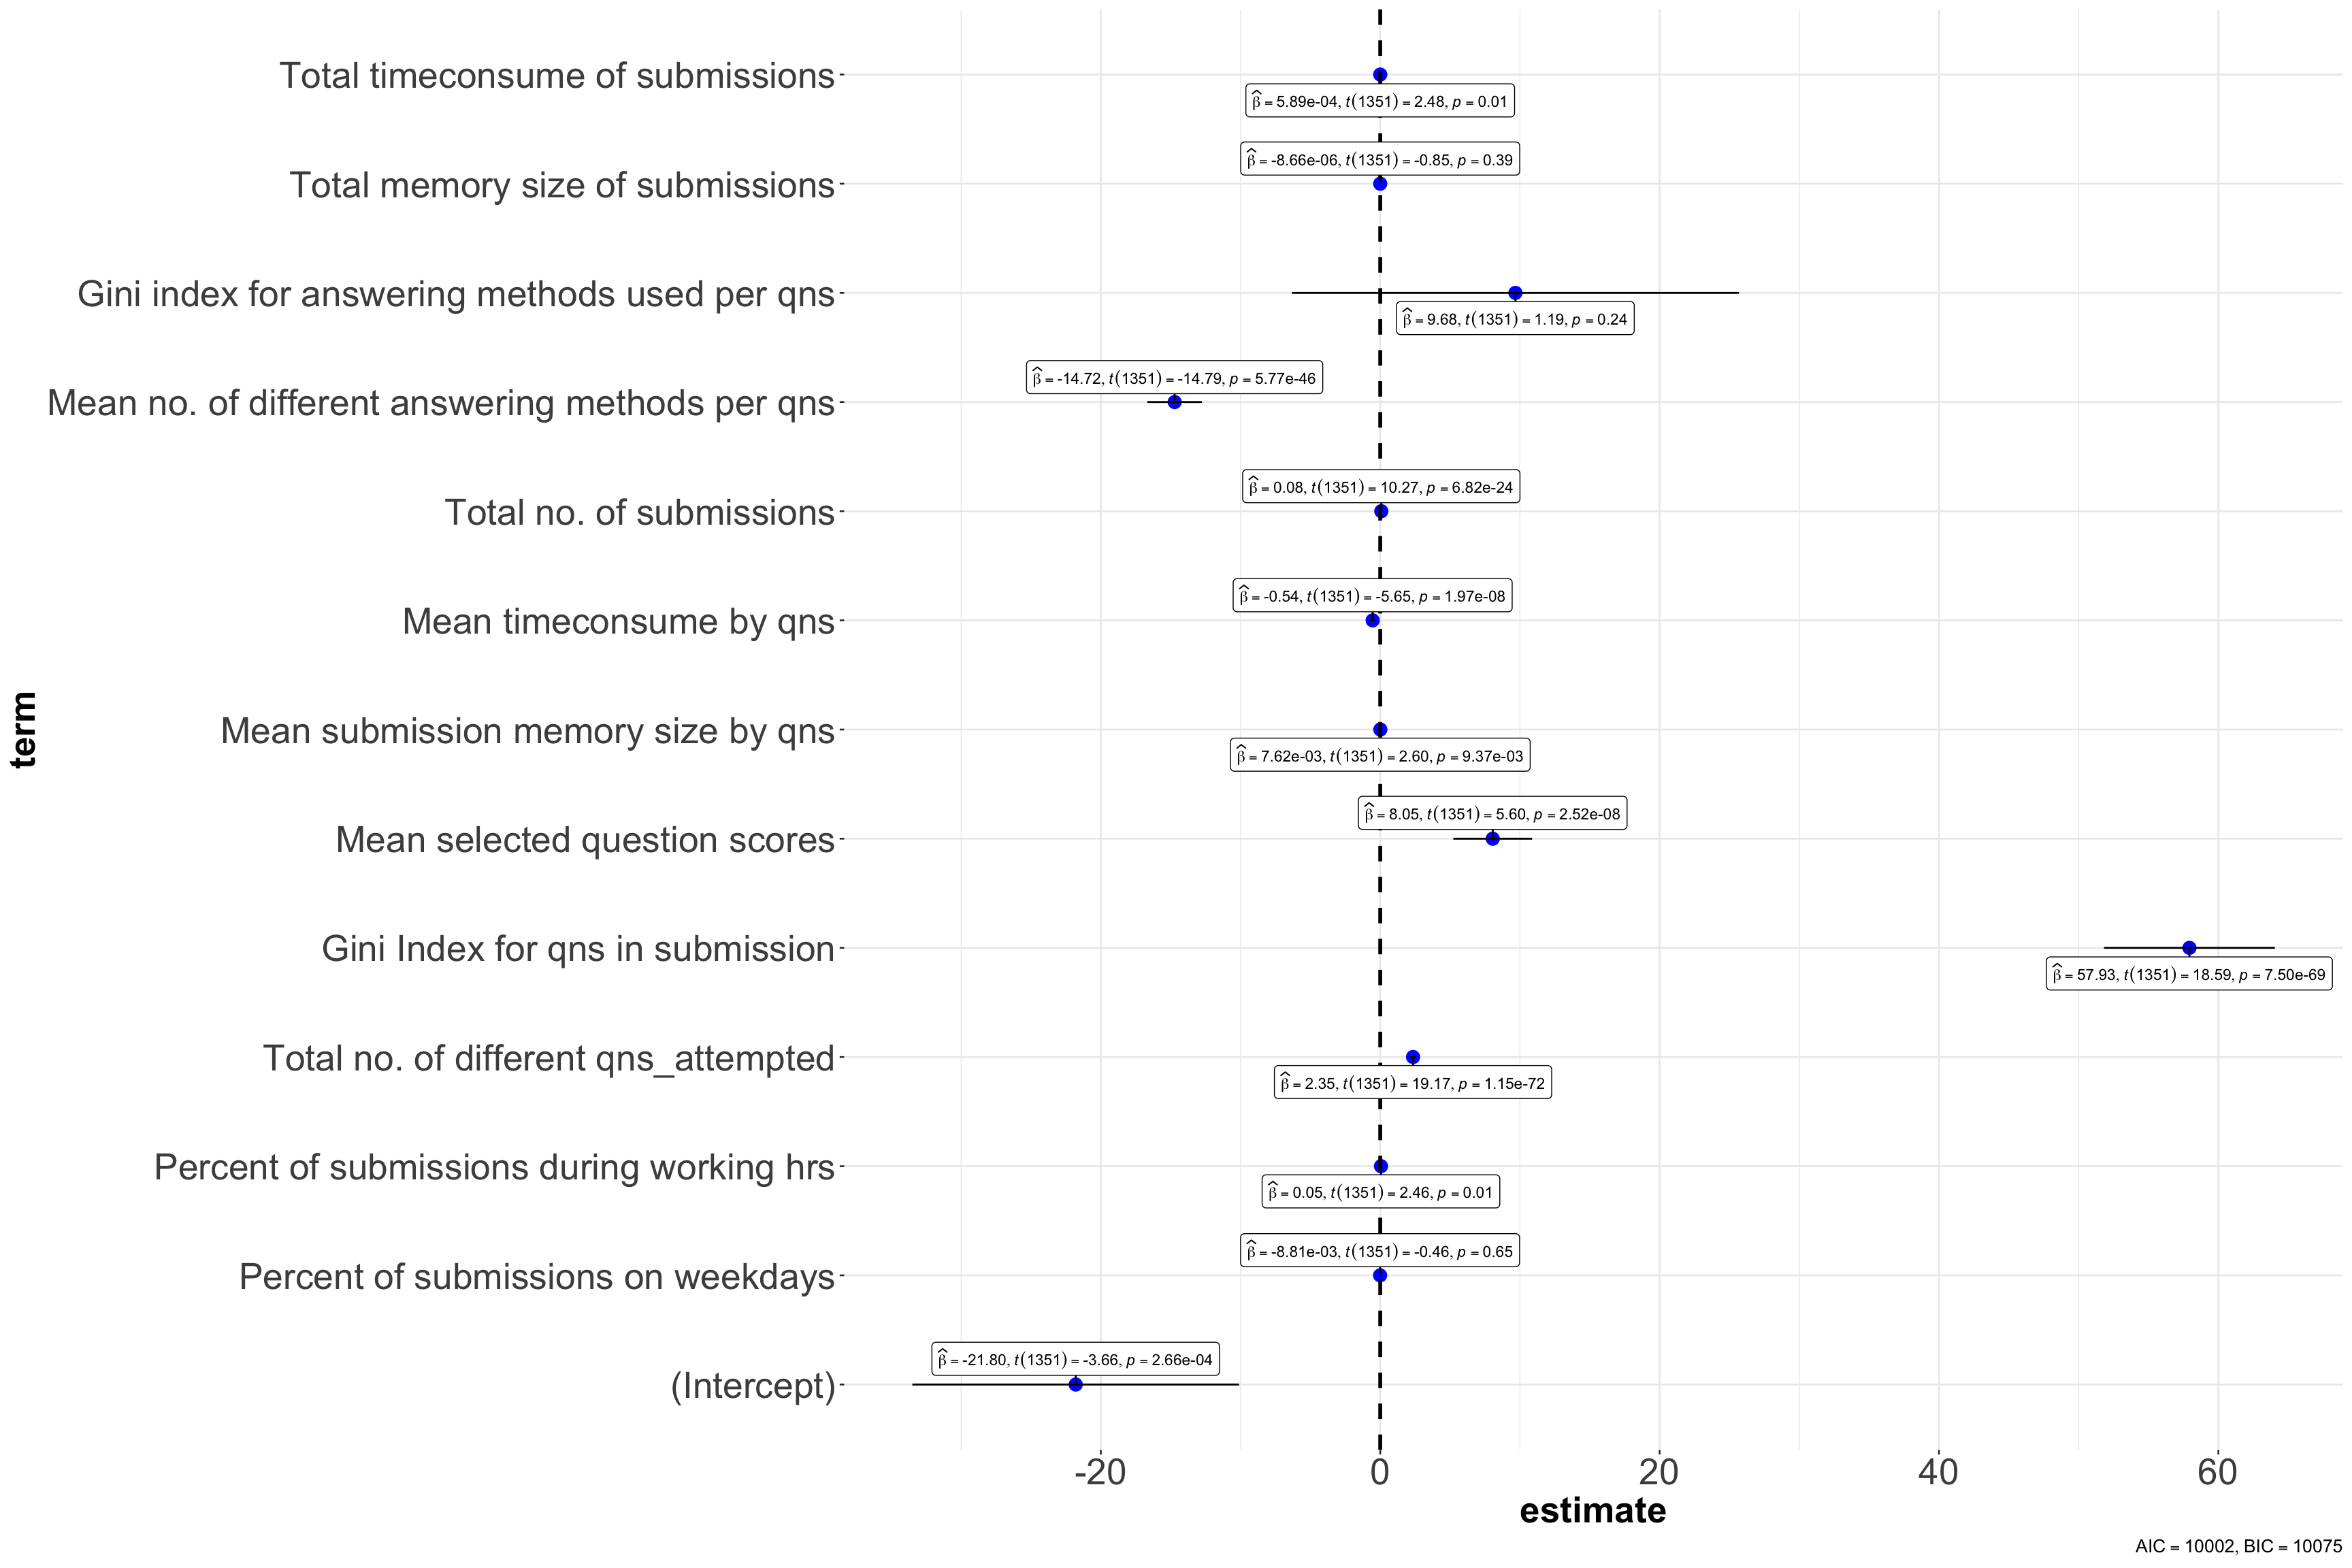 Total timeconsume of submissions
β̂ = 5.89e-04, t(1351) = 2.48, p = 0.01
β̂ = -8.66e-06, t(1351) = -0.85, p = 0.39
Total memory size of submissions
Gini index for answering methods used per qns
β̂ = 9.68, t(1351) = 1.19, p = 0.24
β̂ = -14.72, t(1351) = -14.79, p = 5.77e-46
Mean no. of different answering methods per qns
β̂ = 0.08, t(1351) = 10.27, p = 6.82e-24
Total no. of submissions
β̂ = -0.54, t(1351) = -5.65, p = 1.97e-08
Mean timeconsume by qns
term
Mean submission memory size by qns
β̂ = 7.62e-03, t(1351) = 2.60, p = 9.37e-03
β̂ = 8.05, t(1351) = 5.60, p = 2.52e-08
Mean selected question scores
Gini Index for qns in submission
β̂ = 57.93, t(1351) = 18.59, p = 7.50e-69
Total no. of different qns_attempted
β̂ = 2.35, t(1351) = 19.17, p = 1.15e-72
Percent of submissions during working hrs
β̂ = 0.05, t(1351) = 2.46, p = 0.01
β̂ = -8.81e-03, t(1351) = -0.46, p = 0.65
Percent of submissions on weekdays
β̂ = -21.80, t(1351) = -3.66, p = 2.66e-04
(Intercept)
-20 0 20 40 60
estimate
AIC = 10002, BIC = 10075